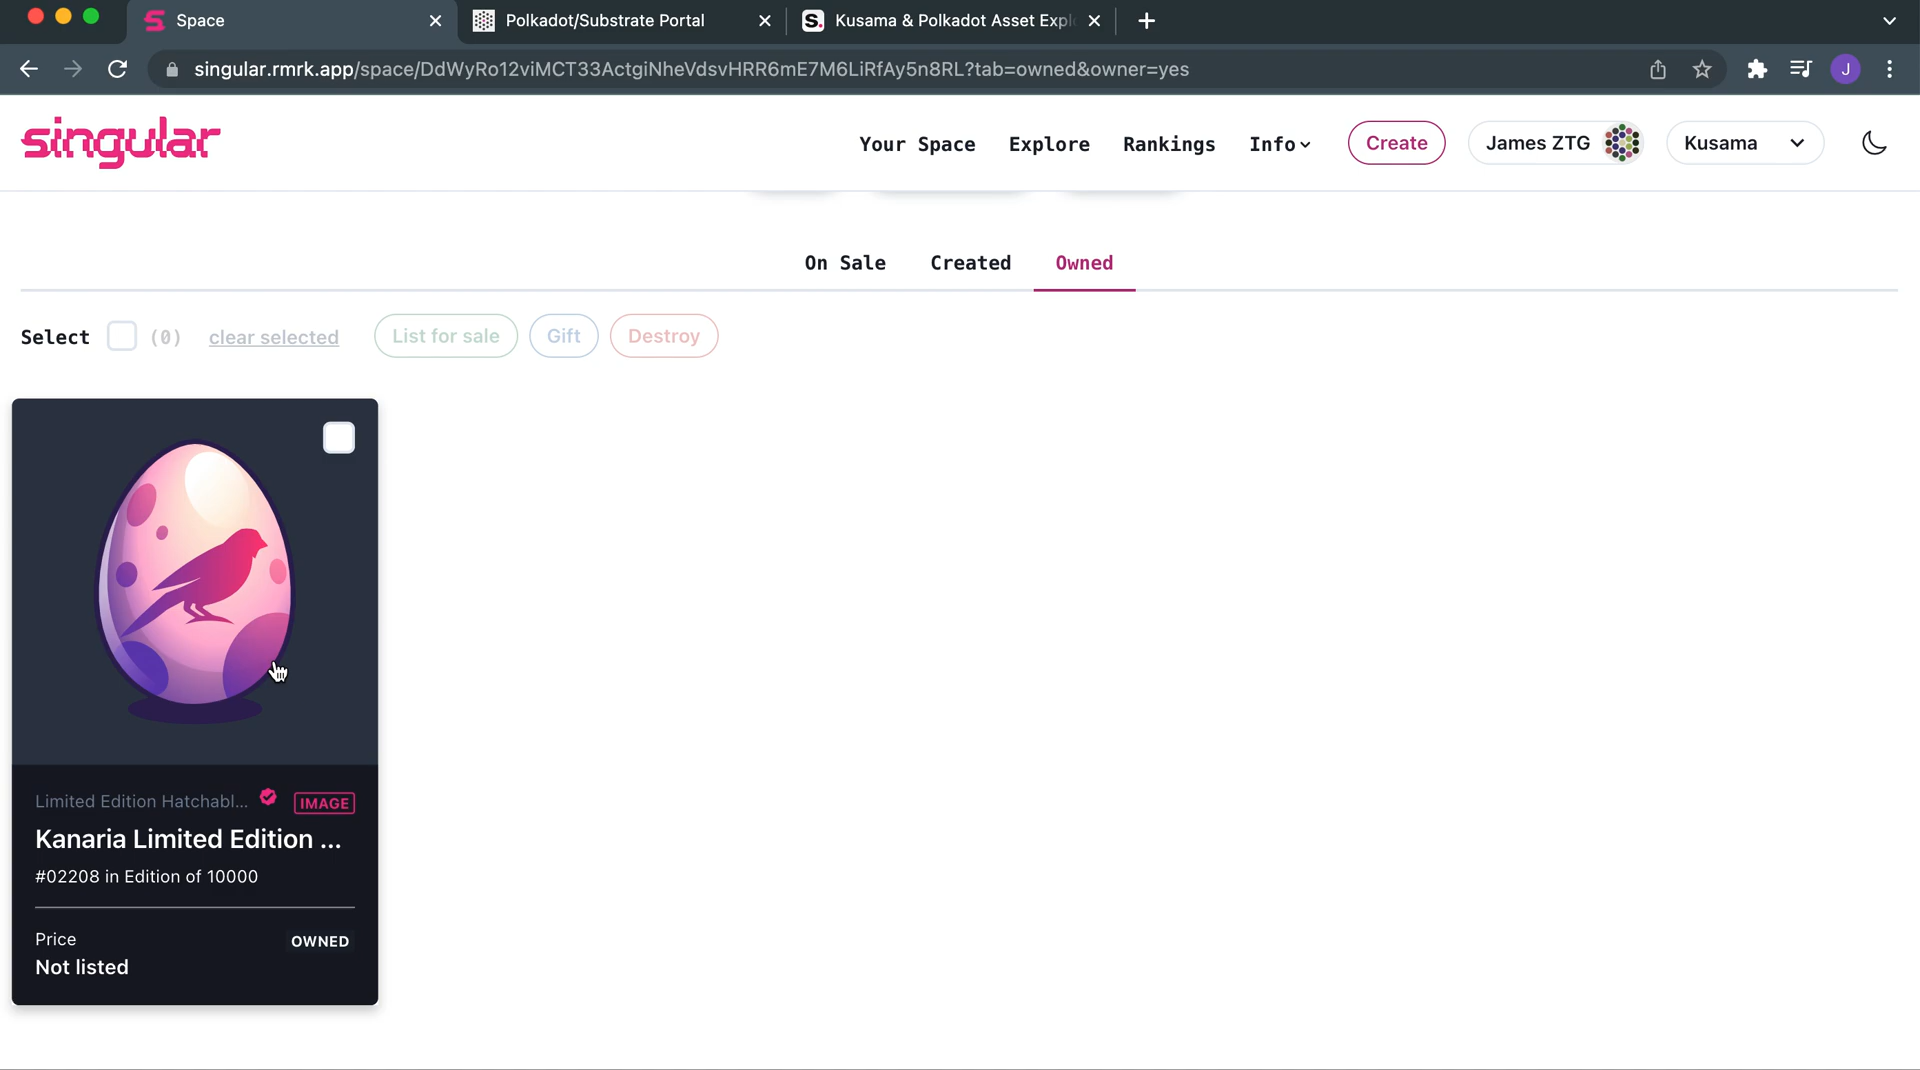 Space
Polkadot/Substrate Portal
S.
Kusama & Polkadot Asset Expl
singular.rmrk.app/space/DdWyRo12viMCT33ActgiNheVdsvHRR6mE7M6LiRfAy5n8RL?tab=owned&owner=yes
J
singular
Your Space
Explore
Rankings
Info
Create
James ZTG
Kusama
On Sale
Created
Owned
Select
(0)
clear selected
List for sale
Gift
Destroy
Limited Edition Hatchabl...
IMAGE
Kanaria Limited Edition ...
#02208 in Edition of 10000
Price
OWNED
Not listed